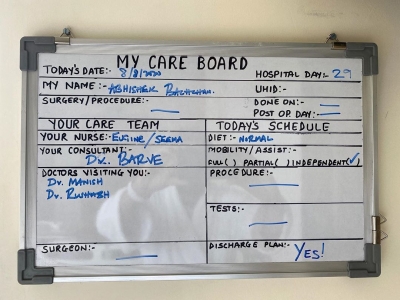 MY CARE BOARD
TODAY'S DATE:- 8/8/2020
HOSPITAL DAY:- 29
MY NAME:- ABHISHEK BACHCHAN.
UHID:-
SURGERY/PROCEDURE:- —
DONE ON:- —
POST OP. DAY:- —
YOUR CARE TEAM
TODAY'S SCHEDULE
YOUR NURSE:- EUGINE/SEEMA
DIET:- NORMAL
YOUR CONSULTANT:-
Dr. BARVE
MOBILITY/ASSIST:-
FULL( ) PARTIAL( ) INDEPENDENT(✓)
DOCTORS VISITING YOU:-
Dr. MANISH
Dr.
PROCEDURE:-
—
TESTS:-
—
SURGEON:- —
DISCHARGE PLAN:- YES!